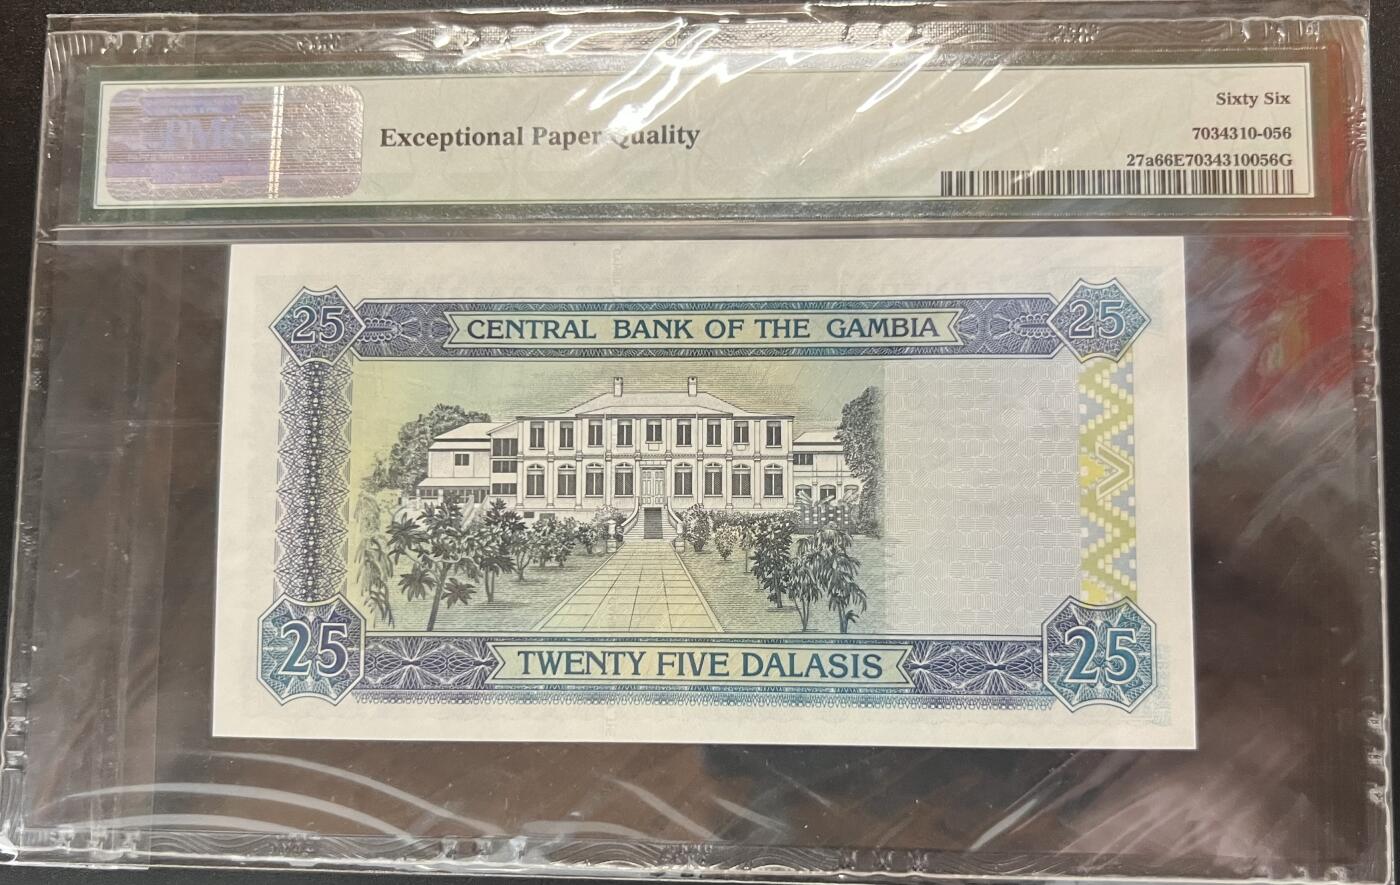 PMG
Exceptional Paper Quality
Sixty Six
7034310-056
27a66E7034310056G
25 CENTRAL BANK OF THE GAMBIA 25
25 TWENTY FIVE DALASIS 25